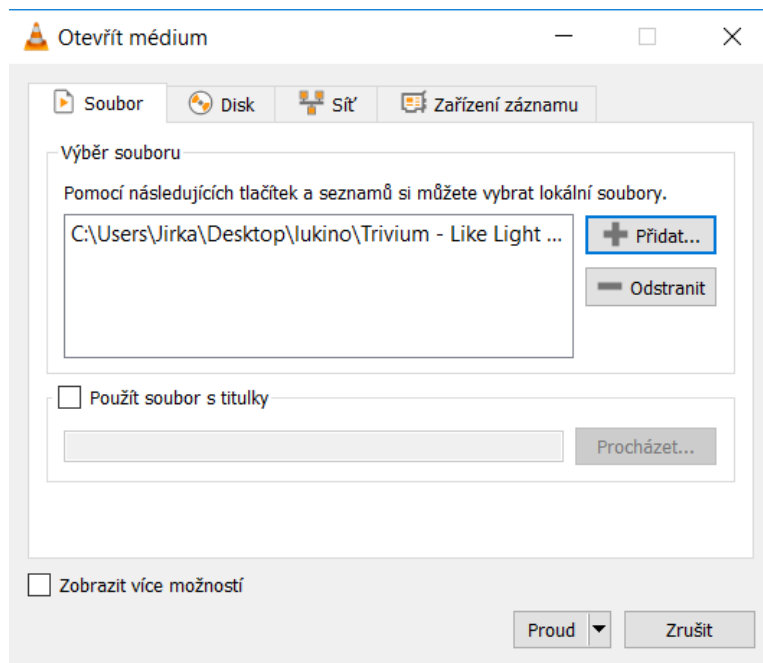 Otevřít médium
Soubor Disk Síť Zařízení záznamu
Výběr souboru
Pomocí následujících tlačítek a seznamů si můžete vybrat lokální soubory.
C:\Users\Jirka\Desktop\lukino\Trivium - Like Light ...
Přidat...
Odstranit
Použít soubor s titulky
Procházet...
Zobrazit více možností
Proud Zrušit